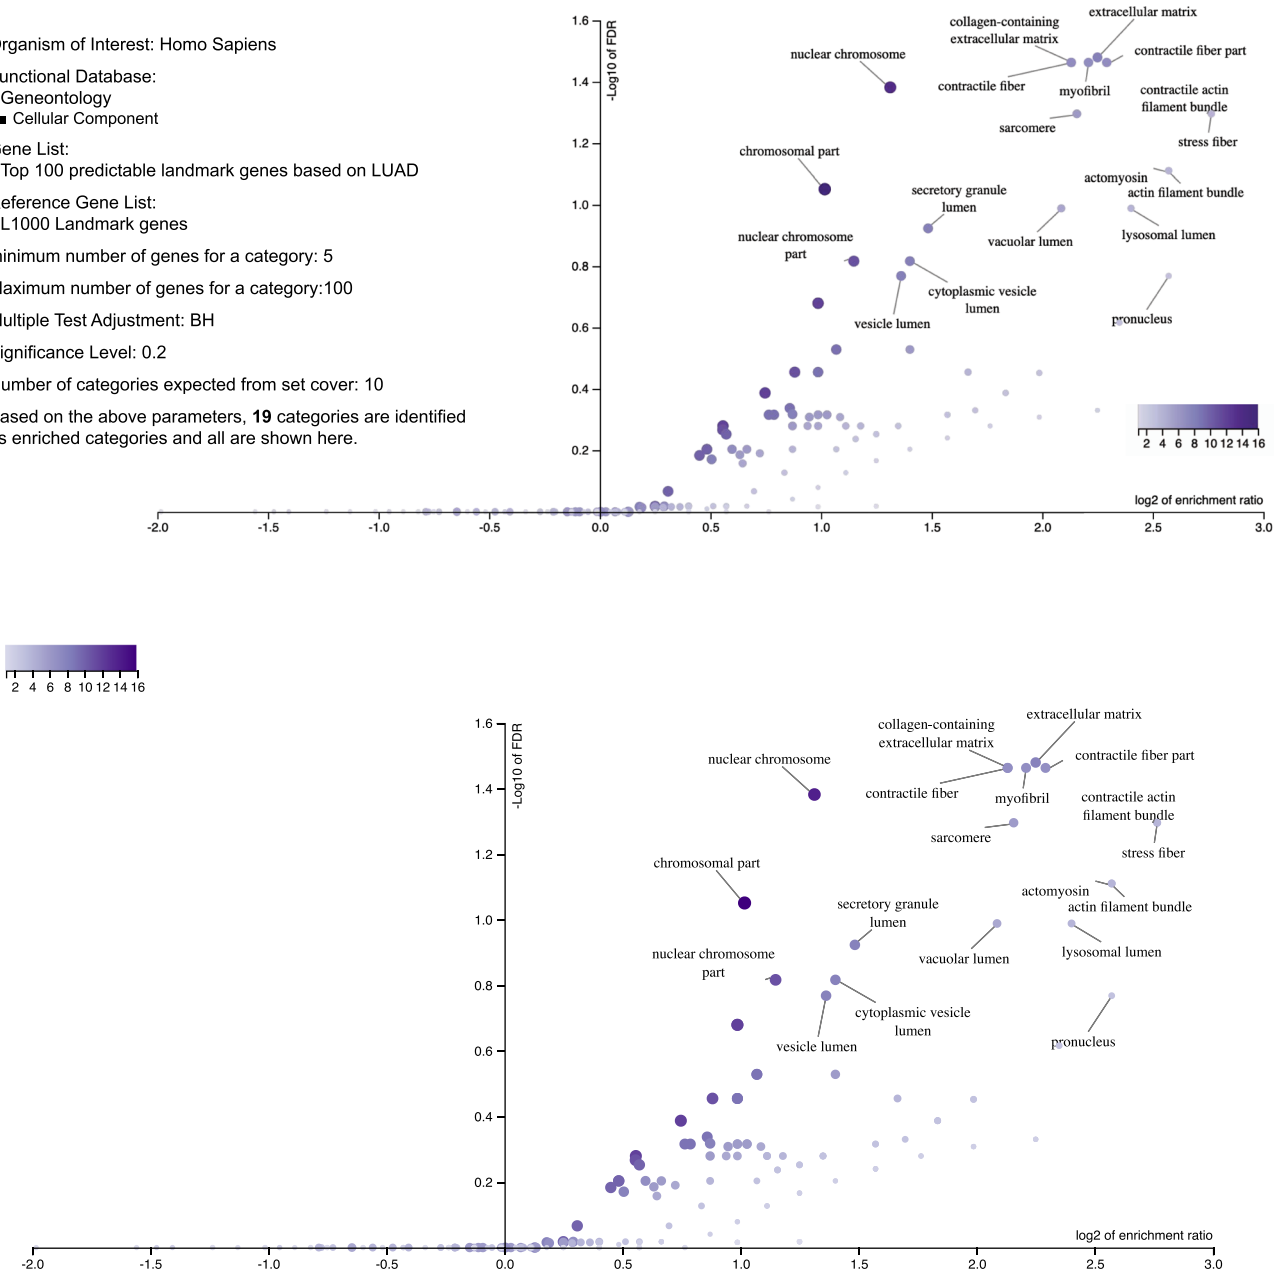 rganism of Interest: Homo Sapiens
unctional Database:
Geneontology
Cellular Component
ene List:
Top 100 predictable landmark genes based on LUAD
eference Gene List:
L1000 Landmark genes
inimum number of genes for a category: 5
aximum number of genes for a category:100
ultiple Test Adjustment: BH
ignificance Level: 0.2
umber of categories expected from set cover: 10
ased on the above parameters, 19 categories are identified
s enriched categories and all are shown here.
1.6
1.4
1.2
1.0
0.8
0.6
0.4
0.2
-Log10 of FDR
extracellular matrix
collagen-containing
extracellular matrix
nuclear chromosome
contractile fiber part
contractile fiber
myofibril
contractile actin
filament bundle
sarcomere
stress fiber
chromosomal part
actomyosin
actin filament bundle
secretory granule
lumen
vacuolar lumen
lysosomal lumen
nuclear chromosome
part
cytoplasmic vesicle
lumen
vesicle lumen
pronucleus
2 4 6 8 10 12 14 16
log2 of enrichment ratio
-2.0 -1.5 -1.0 -0.5 0.0 0.5 1.0 1.5 2.0 2.5 3.0
2 4 6 8 10 12 14 16
1.6
1.4
1.2
1.0
0.8
0.6
0.4
0.2
-Log10 of FDR
extracellular matrix
collagen-containing
extracellular matrix
nuclear chromosome
contractile fiber part
contractile fiber
myofibril
contractile actin
filament bundle
sarcomere
stress fiber
chromosomal part
actomyosin
actin filament bundle
secretory granule
lumen
vacuolar lumen
lysosomal lumen
nuclear chromosome
part
cytoplasmic vesicle
lumen
vesicle lumen
pronucleus
log2 of enrichment ratio
-2.0 -1.5 -1.0 -0.5 0.0 0.5 1.0 1.5 2.0 2.5 3.0